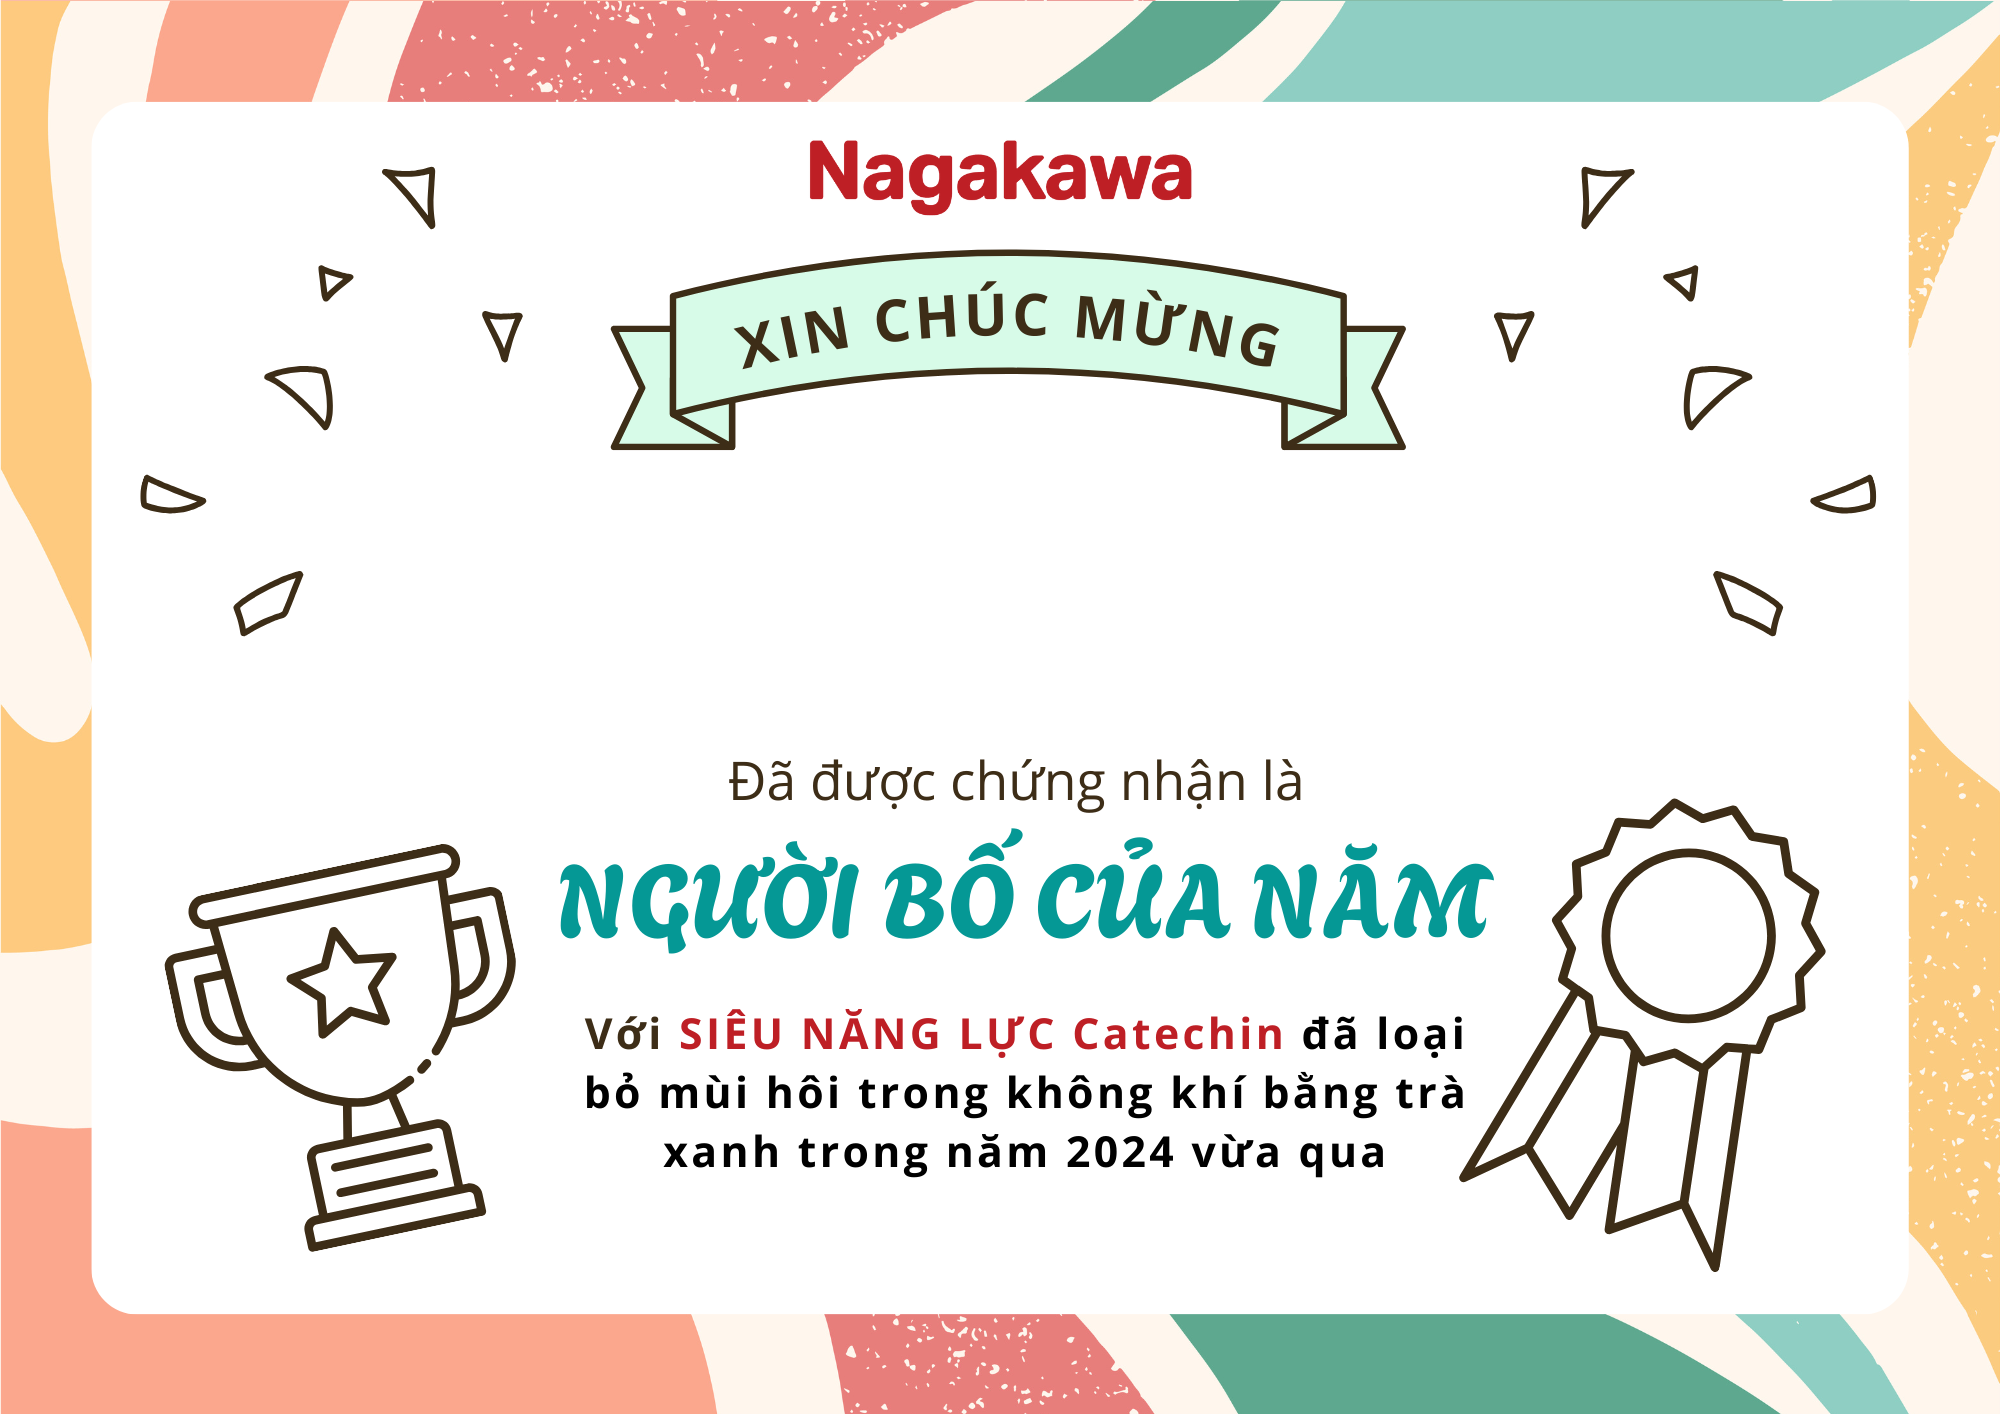 Nagakawa
XIN CHÚC MỪNG
Đã được chứng nhận là
NGƯỜI BỐ CỦA NĂM
Với SIÊU NĂNG LỰC Catechin đã loại
bỏ mùi hôi trong không khí bằng trà
xanh trong năm 2024 vừa qua